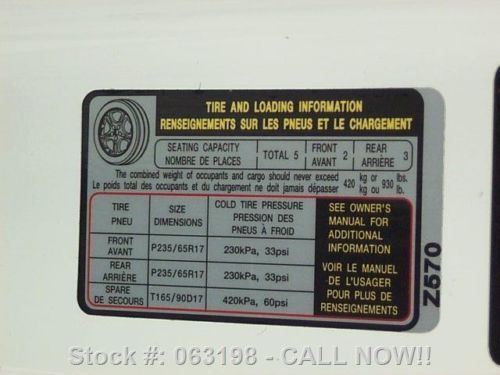 TIRE AND LOADING INFORMATION
RENSEIGNEMENTS SUR LES PNEUS ET LE CHARGEMENT
SEATING CAPACITY
NOMBRE DE PLACES
TOTAL 5
FRONT
AVANT 2
REAR
ARRIÈRE 3
The combined weight of occupants and cargo should never exceed 420 kg or 930 lbs.
Le poids total des occupants et du chargement ne doit jamais dépasser kg ou lb.
TIRE
PNEU
SIZE
DIMENSIONS
COLD TIRE PRESSURE
PRESSION DES
PNEUS À FROID
FRONT
AVANT
P235/65R17
230kPa, 33psi
REAR
ARRIÈRE
P235/65R17
230kPa, 33psi
SPARE
DE SECOURS
T165/90D17
420kPa, 60psi
SEE OWNER'S
MANUAL FOR
ADDITIONAL
INFORMATION
VOIR LE MANUEL
DE L'USAGER
POUR PLUS DE
RENSEIGNEMENTS
Z570
Stock #: 063198 - CALL NOW!!